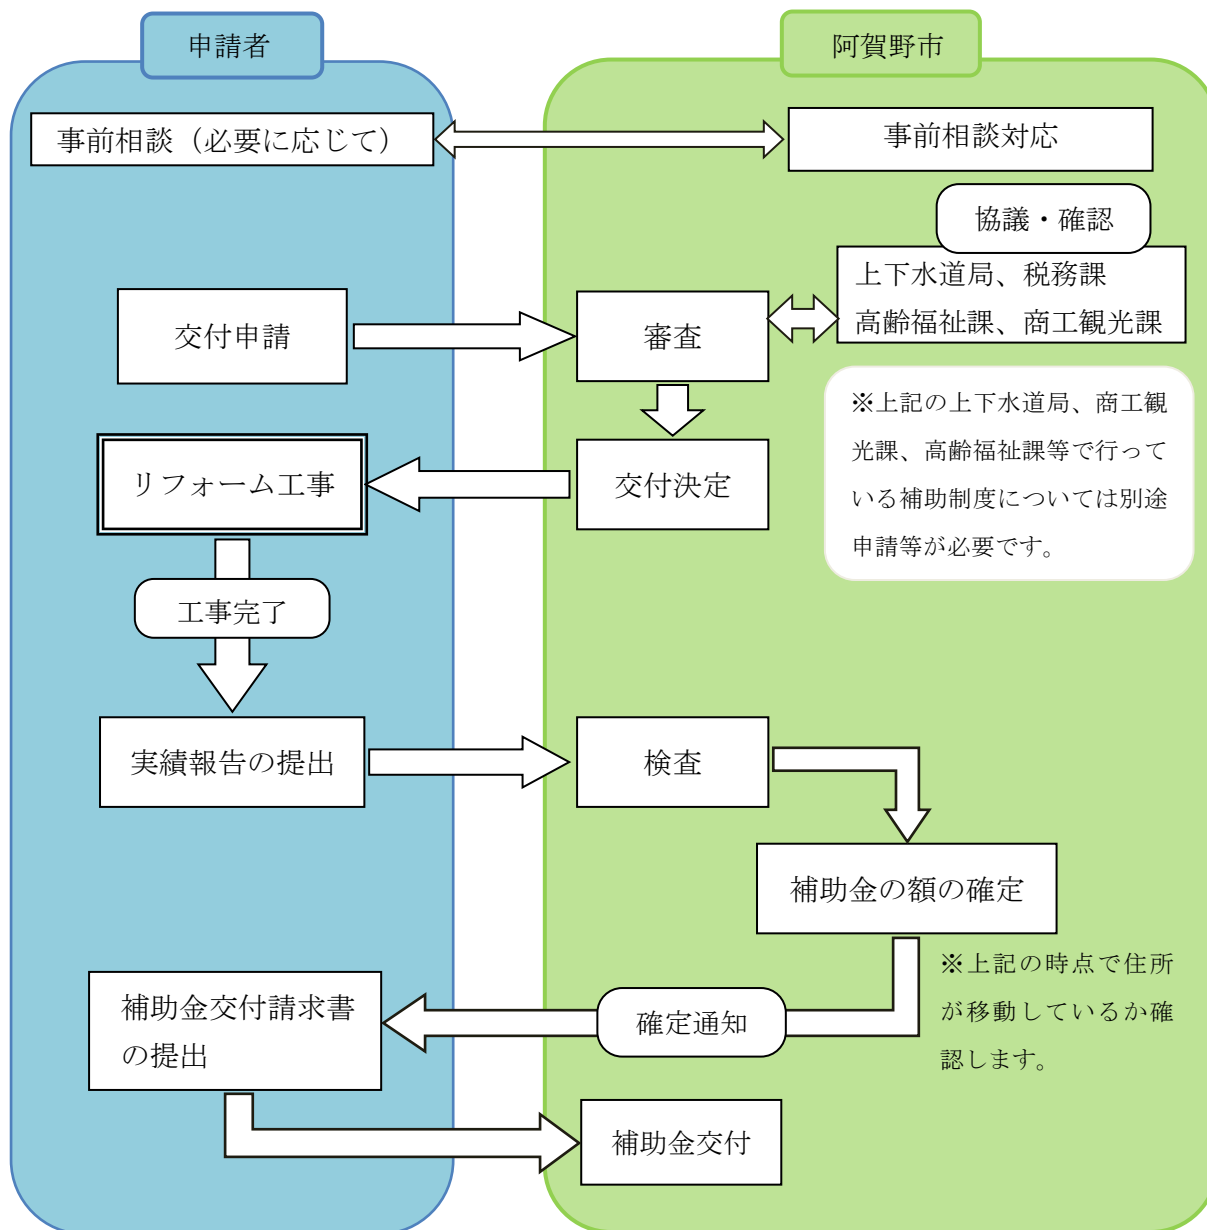 申請者
阿賀野市
事前相談（必要に応じて）
事前相談対応
協議・確認
上下水道局、税務課
高齢福祉課、商工観光課
交付申請
審査
※上記の上下水道局、商工観
光課、高齢福祉課等で行って
いる補助制度については別途
申請等が必要です。
リフォーム工事
交付決定
工事完了
実績報告の提出
検査
補助金の額の確定
※上記の時点で住所
が移動しているか確
認します。
補助金交付請求書
の提出
確定通知
補助金交付